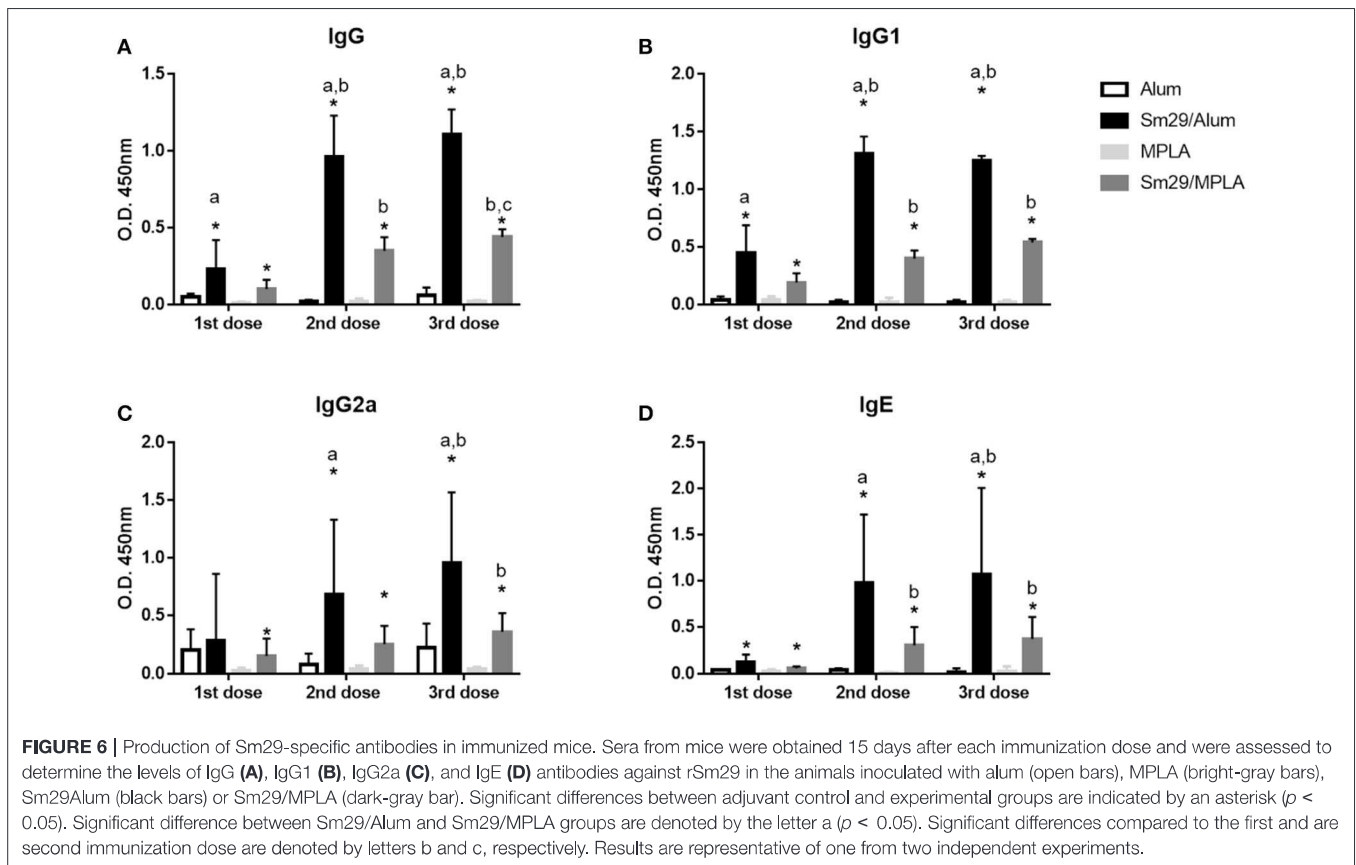 A
IgG
O.D. 450nm
1.5
1.0
0.5
0.0
a
*
*
a,b
*
b
*
a,b
*
b,c
*
1st dose
2nd dose
3rd dose
B
IgG1
O.D. 450nm
2.0
1.5
1.0
0.5
0.0
a
*
*
a,b
*
b
*
a,b
*
b
*
1st dose
2nd dose
3rd dose
Alum
Sm29/Alum
MPLA
Sm29/MPLA
C
IgG2a
O.D. 450nm
2.0
1.5
1.0
0.5
0.0
*
a
*
*
a,b
*
b
*
1st dose
2nd dose
3rd dose
D
IgE
O.D. 450nm
2.5
2.0
1.5
1.0
0.5
0.0
*
*
a
*
b
*
a,b
*
b
*
1st dose
2nd dose
3rd dose
FIGURE 6 | Production of Sm29-specific antibodies in immunized mice. Sera from mice were obtained 15 days after each immunization dose and were assessed to
determine the levels of IgG (A), IgG1 (B), IgG2a (C), and IgE (D) antibodies against rSm29 in the animals inoculated with alum (open bars), MPLA (bright-gray bars),
Sm29Alum (black bars) or Sm29/MPLA (dark-gray bar). Significant differences between adjuvant control and experimental groups are indicated by an asterisk (p <
0.05). Significant difference between Sm29/Alum and Sm29/MPLA groups are denoted by the letter a (p < 0.05). Significant differences compared to the first and are
second immunization dose are denoted by letters b and c, respectively. Results are representative of one from two independent experiments.